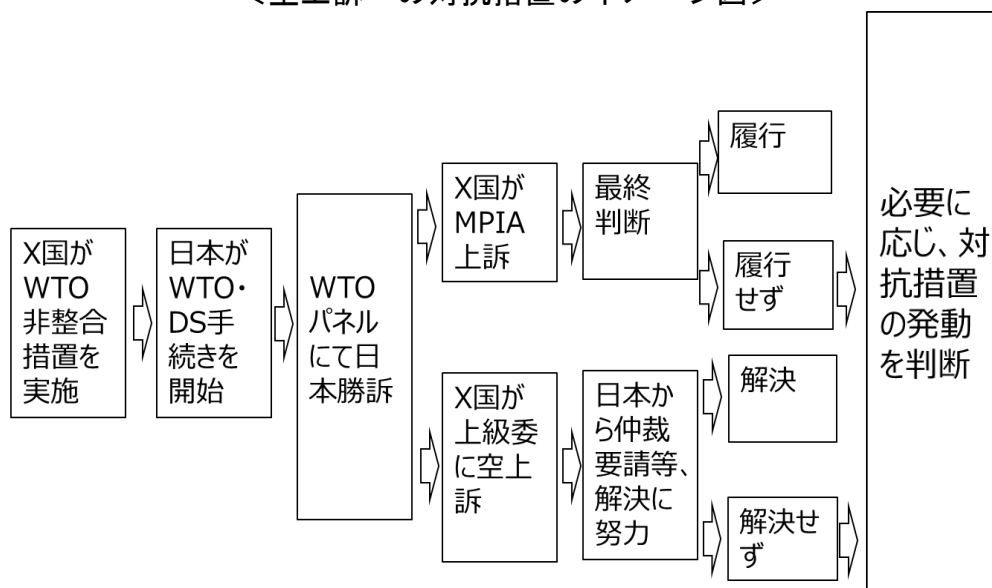 ＜空上訴への対抗措置のイメージ図＞
X国が
WTO
非整合
措置を
実施
日本が
WTO・
DS手
続きを
開始
WTO
パネル
にて日
本勝訴
X国が
MPIA
上訴
最終
判断
履行
履行
せず
X国が
上級委
に空上
訴
日本か
ら仲裁
要請等、
解決に
努力
解決
解決せ
ず
必要に
応じ、対
抗措置
の発動
を判断